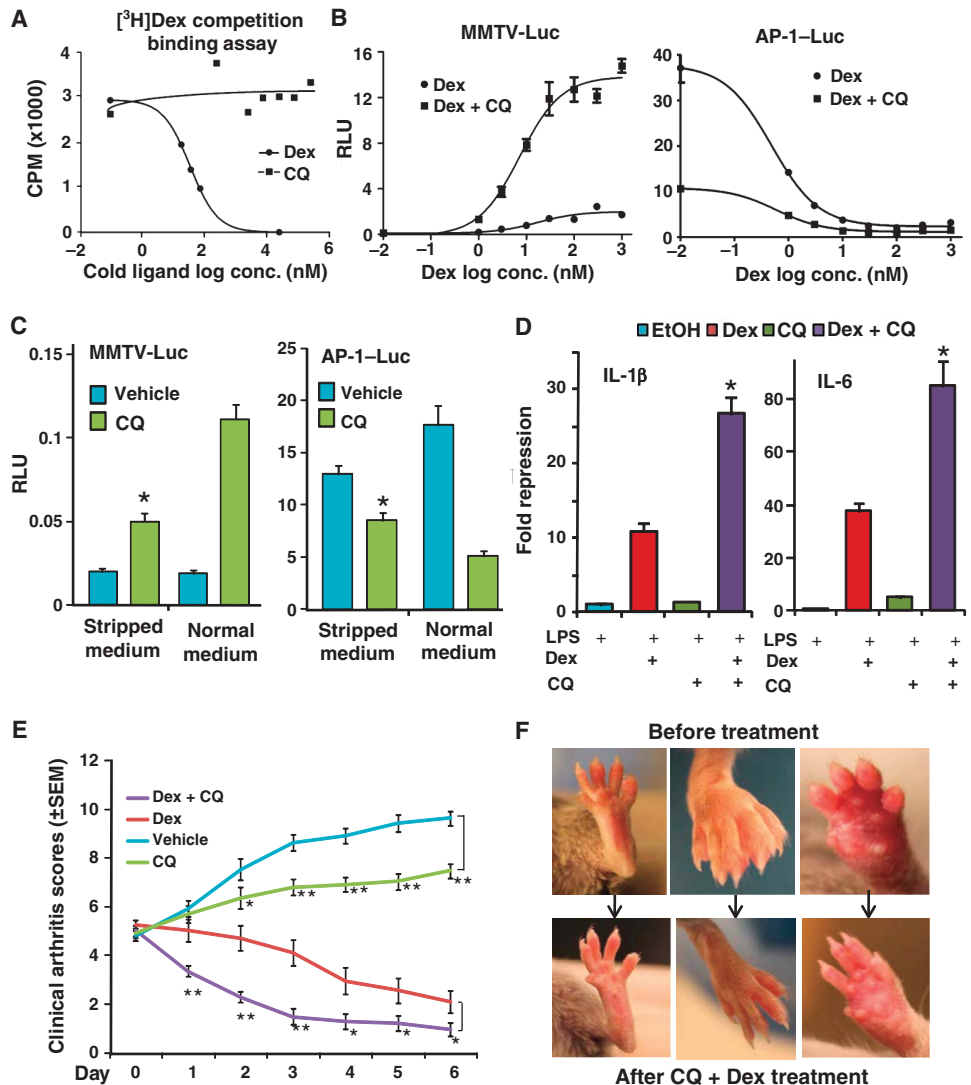 A
[³H]Dex competition
binding assay
CPM (x1000)
4
3
2
1
0
Dex
CQ
−2 0 2 4 6
Cold ligand log conc. (nM)
B
MMTV-Luc
RLU
16
12
8
4
0
Dex
Dex + CQ
−2 −1 0 1 2 3
Dex log conc. (nM)
AP-1–Luc
40
30
20
10
0
Dex
Dex + CQ
−2 −1 0 1 2 3
Dex log conc. (nM)
C
MMTV-Luc
RLU
0.15
0.1
0.05
0
Vehicle
CQ
*
Stripped
medium
Normal
medium
AP-1–Luc
25
20
15
10
5
0
Vehicle
CQ
*
Stripped
medium
Normal
medium
D
EtOH Dex CQ Dex + CQ
IL-1β
Fold repression
30
20
10
0
*
LPS + + + +
Dex + +
CQ + +
IL-6
80
60
40
20
0
*
LPS + + + +
Dex + +
CQ + +
E
Clinical arthritis scores (±SEM)
12
10
8
6
4
2
0
Dex + CQ
Dex
Vehicle
CQ
* ** ** ** **
** ** ** * * *
Day 0 1 2 3 4 5 6
F
Before treatment
After CQ + Dex treatment